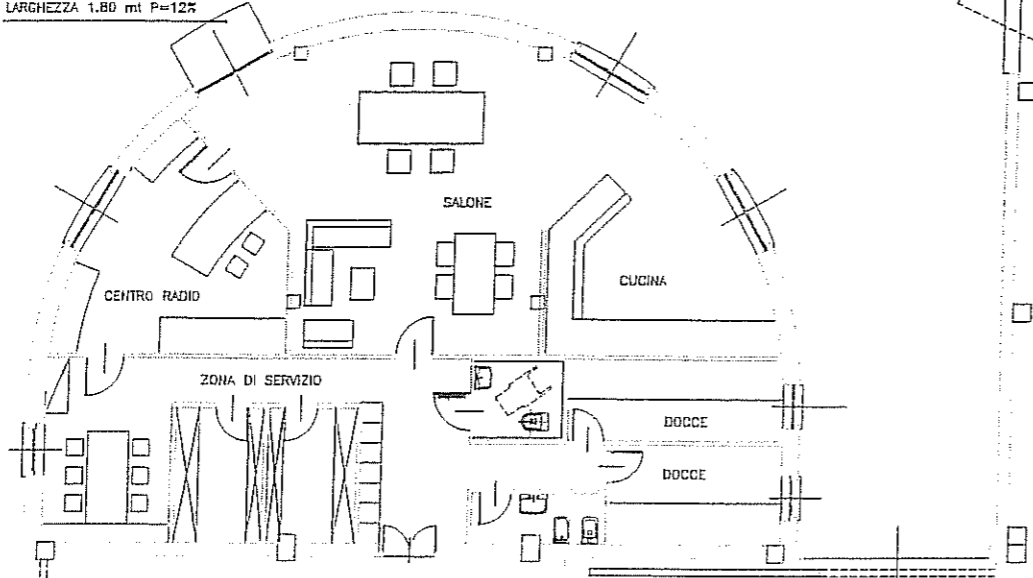 LARGHEZZA 1.80 mt P=12%
SALONE
CUCINA
CENTRO RADIO
ZONA DI SERVIZIO
DOCCE
DOCCE